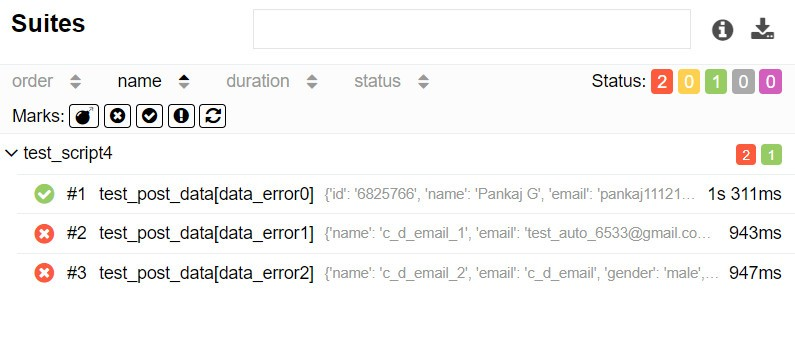 Suites
order name duration status Status: 2 0 1 0 0
Marks:
test_script4 2 1
#1 test_post_data[data_error0] {'id': '6825766', 'name': 'Pankaj G', 'email': 'pankaj11121... 1s 311ms
#2 test_post_data[data_error1] {'name': 'c_d_email_1', 'email': 'test_auto_6533@gmail.co... 943ms
#3 test_post_data[data_error2] {'name': 'c_d_email_2', 'email': 'c_d_email', 'gender': 'male',... 947ms